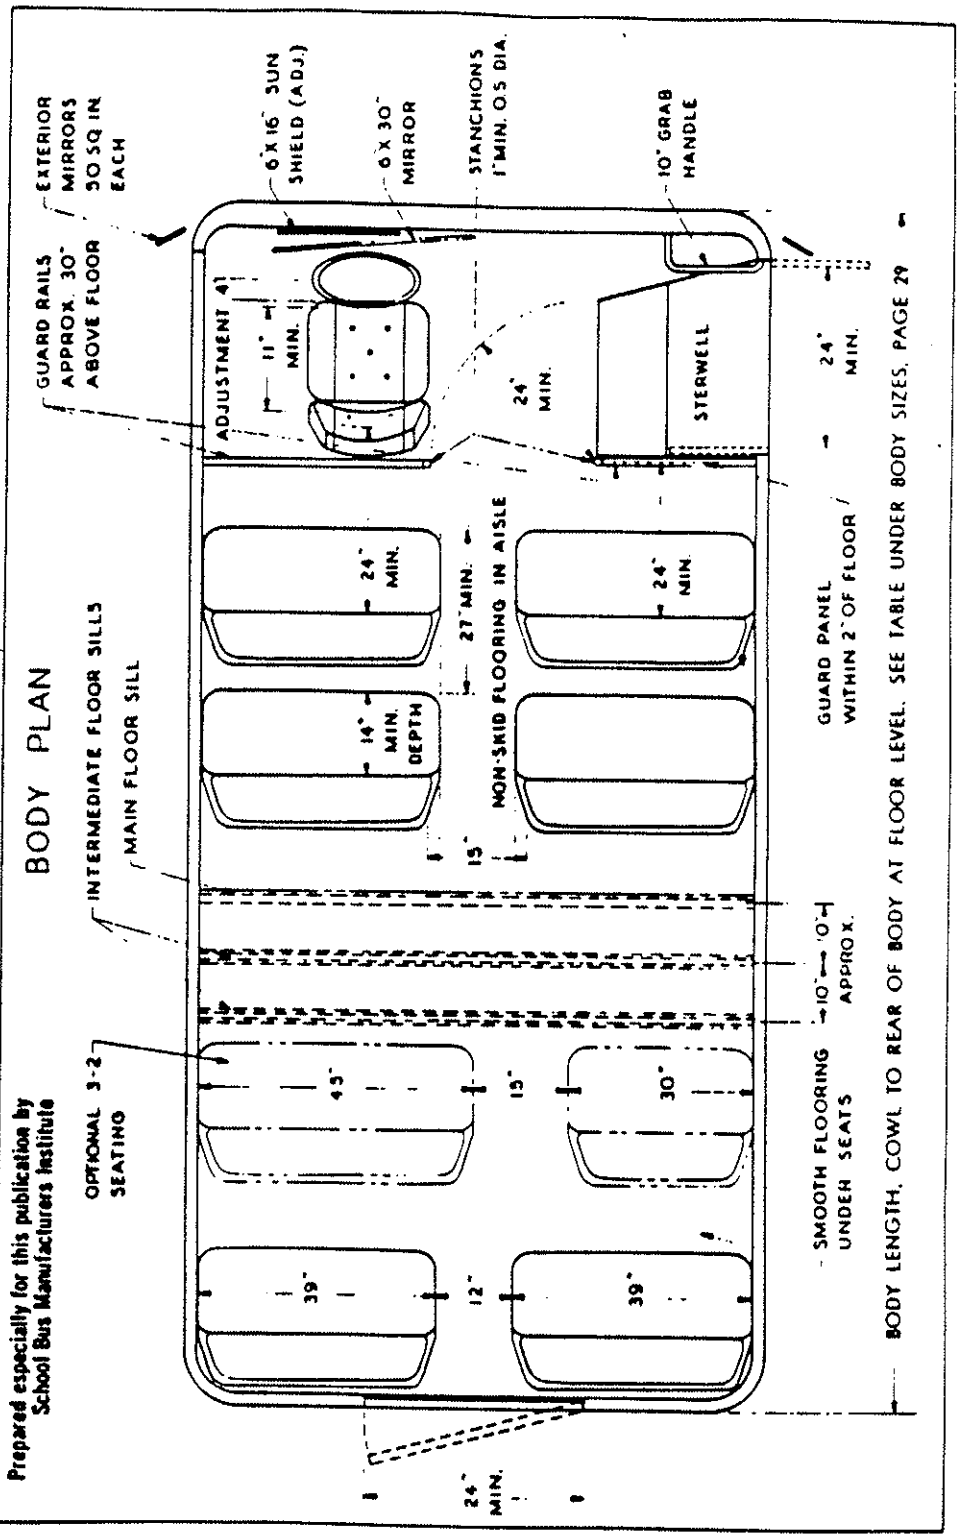 Prepared especially for this publication by
School Bus Manufacturers Institute
BODY PLAN
EXTERIOR
MIRRORS
50 SQ IN.
EACH
GUARD RAILS
APPROX. 30"
ABOVE FLOOR
INTERMEDIATE FLOOR SILLS
MAIN FLOOR SILL
OPTIONAL 3-2
SEATING
6" X 16" SUN
SHIELD (ADJ.)
6" X 30"
MIRROR
STANCHIONS
1" MIN. O.S DIA.
10" GRAB
HANDLE
ADJUSTMENT 4"
11"
MIN.
24"
MIN.
STERWELL
24"
MIN.
24"
MIN.
27" MIN.
14"
MIN.
DEPTH
NON-SKID FLOORING IN AISLE
24"
MIN.
15"
45"
15"
30"
39"
12"
39"
24"
MIN.
GUARD PANEL
WITHIN 2" OF FLOOR
10" 10"
APPROX.
SMOOTH FLOORING
UNDER SEATS
BODY LENGTH, COWL TO REAR OF BODY AT FLOOR LEVEL. SEE TABLE UNDER BODY SIZES, PAGE 29